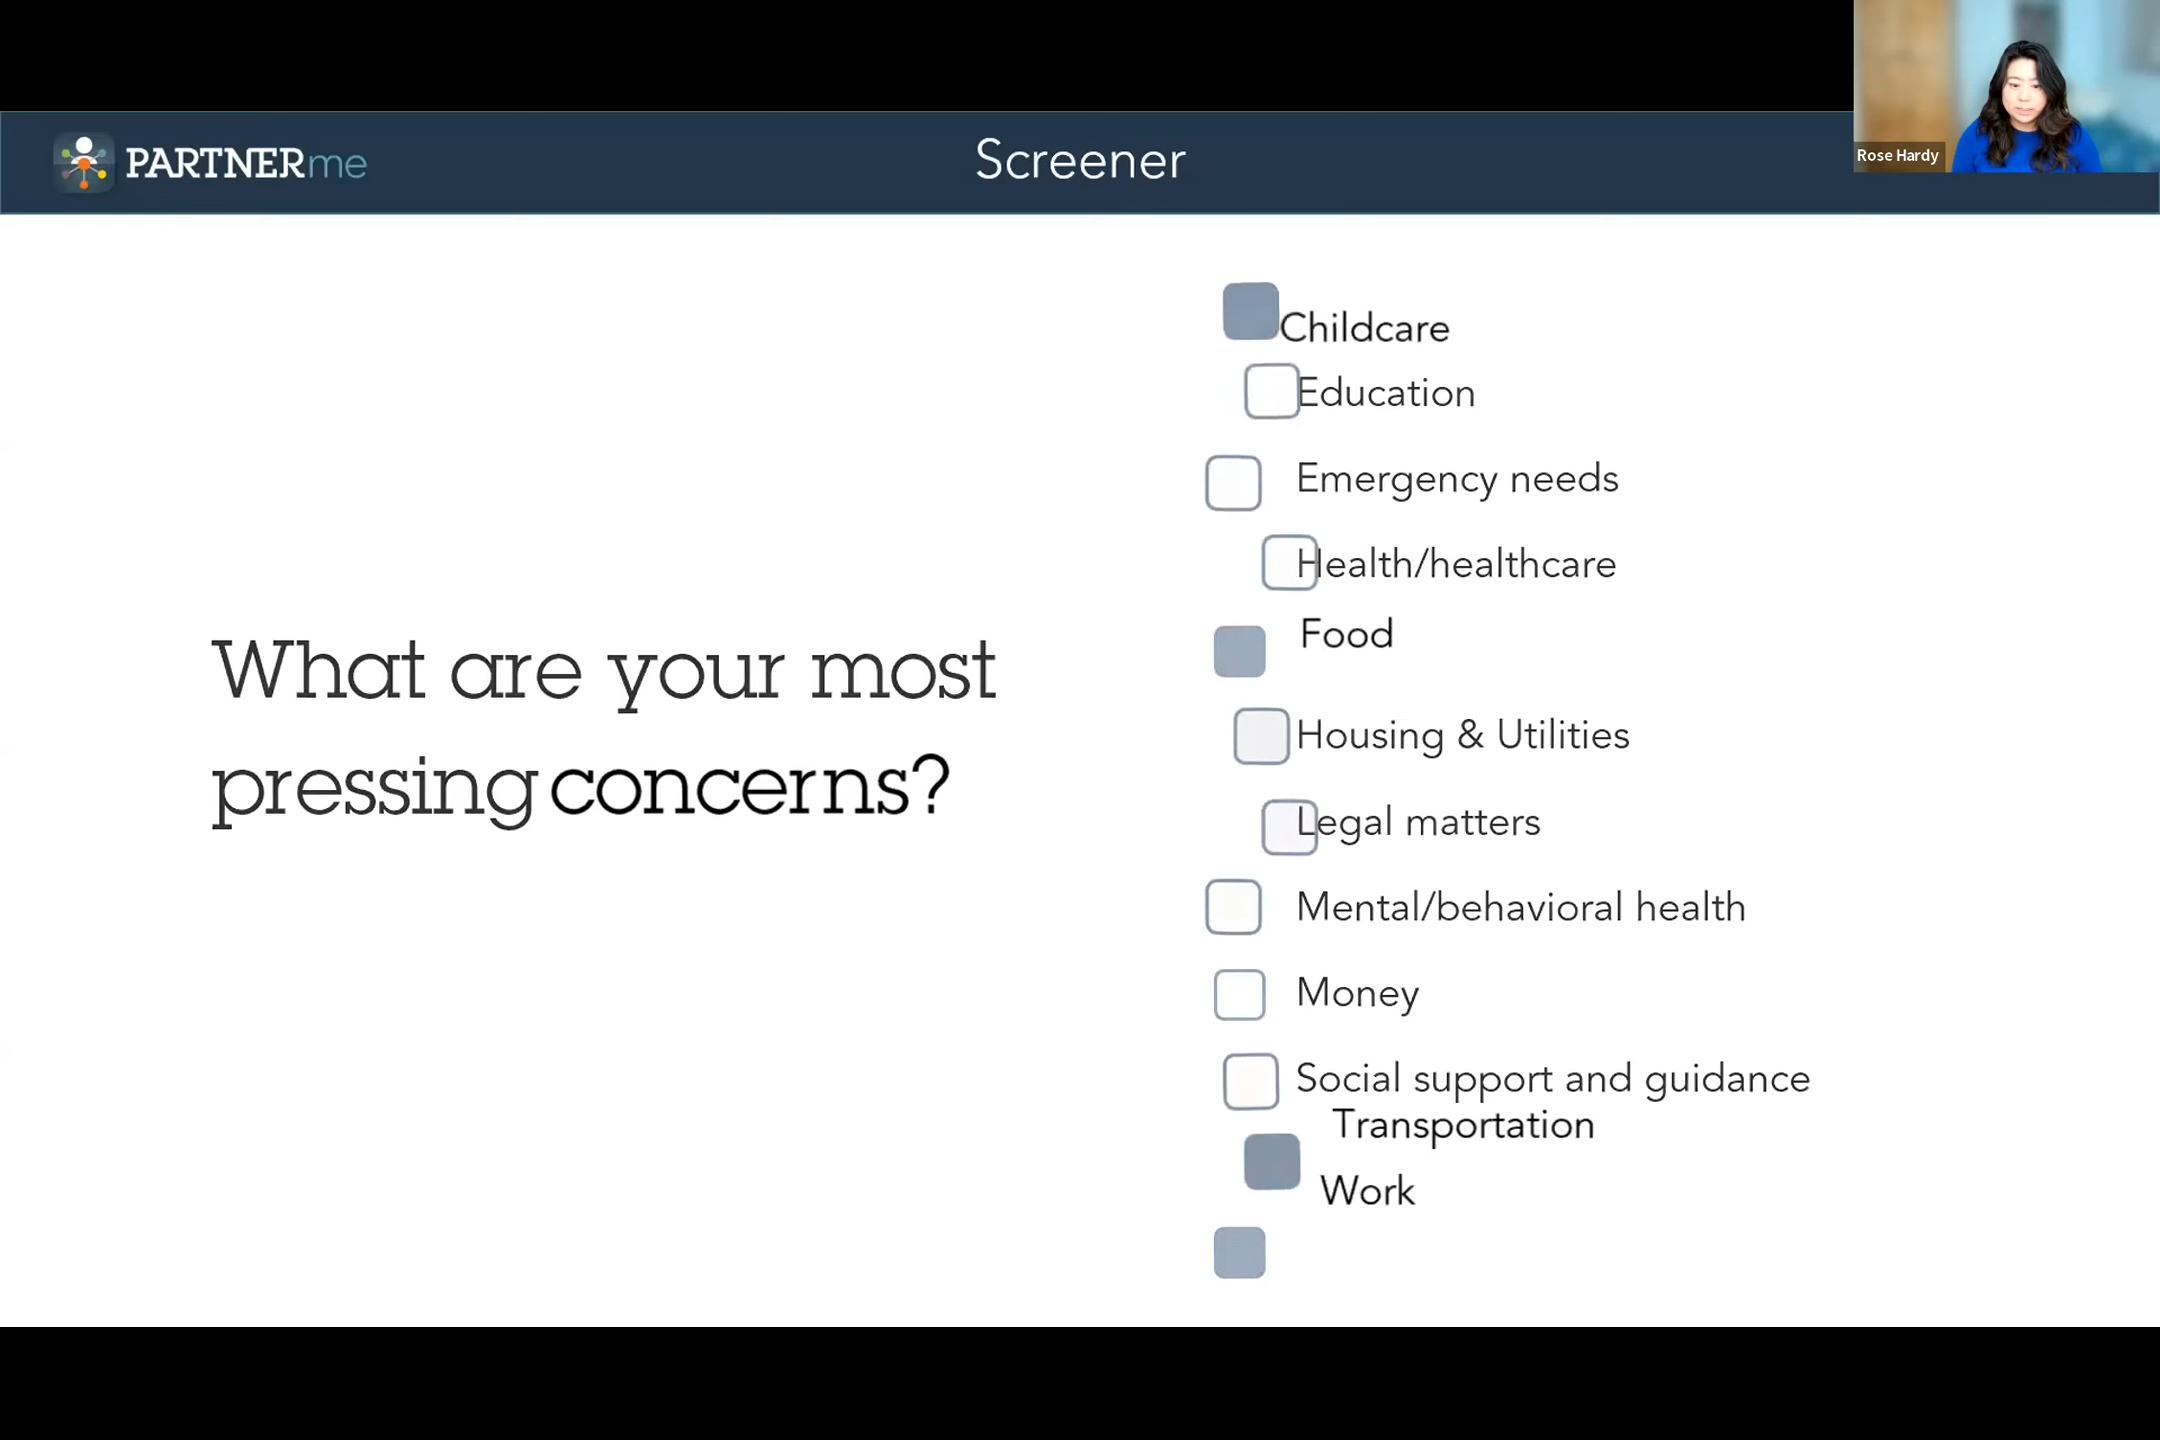 PARTNERme
Screener
Rose Hardy
What are your most
pressing concerns?
Childcare
Education
Emergency needs
Health/healthcare
Food
Housing & Utilities
Legal matters
Mental/behavioral health
Money
Social support and guidance
Transportation
Work